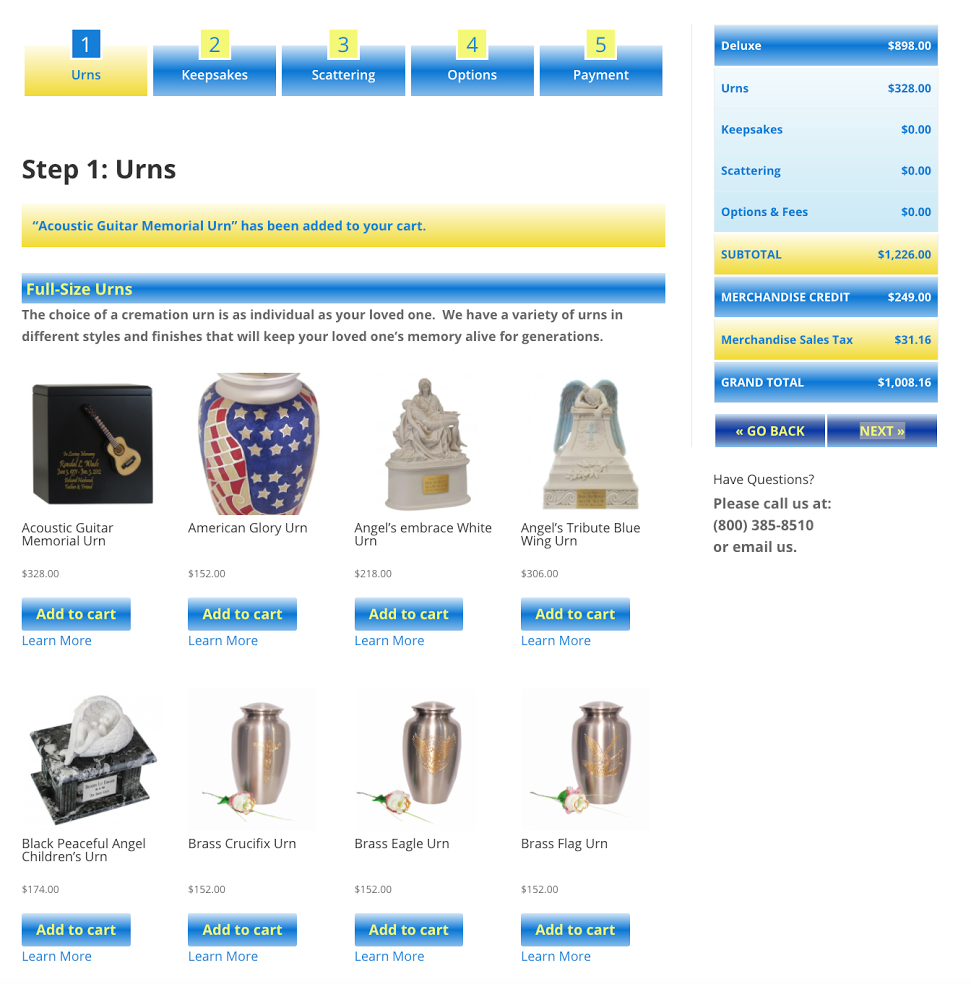 1
2
3
4
5
Urns
Keepsakes
Scattering
Options
Payment
Step 1: Urns
“Acoustic Guitar Memorial Urn” has been added to your cart.
Full-Size Urns
The choice of a cremation urn is as individual as your loved one. We have a variety of urns in
different styles and finishes that will keep your loved one’s memory alive for generations.
In Loving Memory
Acoustic Guitar
Memorial Urn
$328.00
Add to cart
Learn More
American Glory Urn
$152.00
Add to cart
Learn More
Angel’s embrace White
Urn
$218.00
Add to cart
Learn More
Angel’s Tribute Blue
Wing Urn
$306.00
Add to cart
Learn More
Black Peaceful Angel
Children’s Urn
$174.00
Add to cart
Learn More
Brass Crucifix Urn
$152.00
Add to cart
Learn More
Brass Eagle Urn
$152.00
Add to cart
Learn More
Brass Flag Urn
$152.00
Add to cart
Learn More
Deluxe $898.00
Urns $328.00
Keepsakes $0.00
Scattering $0.00
Options & Fees $0.00
SUBTOTAL $1,226.00
MERCHANDISE CREDIT $249.00
Merchandise Sales Tax $31.16
GRAND TOTAL $1,008.16
« GO BACK
NEXT »
Have Questions?
Please call us at:
(800) 385-8510
or email us.